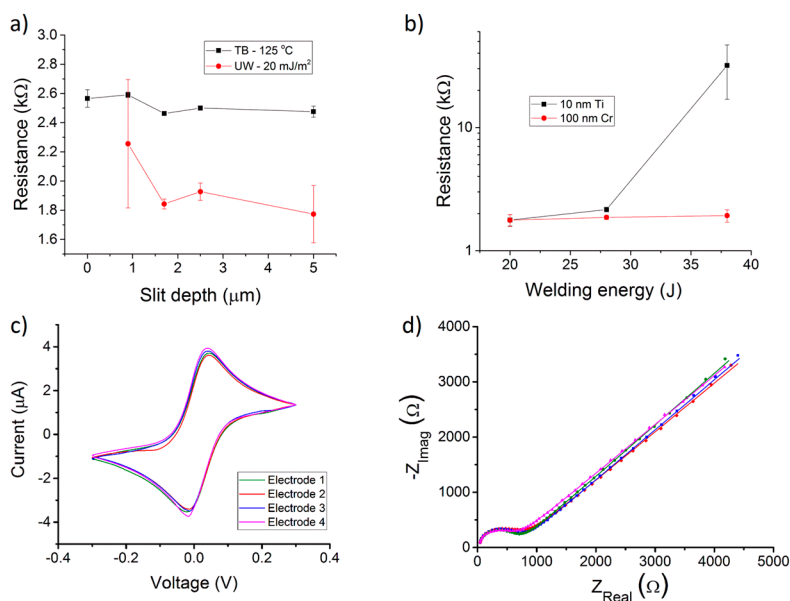 a)
TB - 125 °C
UW - 20 mJ/m²
Resistance (kΩ)
3.0
2.8
2.6
2.4
2.2
2.0
1.8
1.6
0 1 2 3 4 5
Slit depth (μm)
b)
10 nm Ti
100 nm Cr
Resistance (kΩ)
10
1
20 25 30 35 40
Welding energy (J)
c)
Current (μA)
4
2
0
-2
-4
Electrode 1
Electrode 2
Electrode 3
Electrode 4
-0.4 -0.2 0.0 0.2 0.4
Voltage (V)
d)
-Z_Imag (Ω)
4000
3500
3000
2500
2000
1500
1000
500
0
0 1000 2000 3000 4000 5000
Z_Real (Ω)